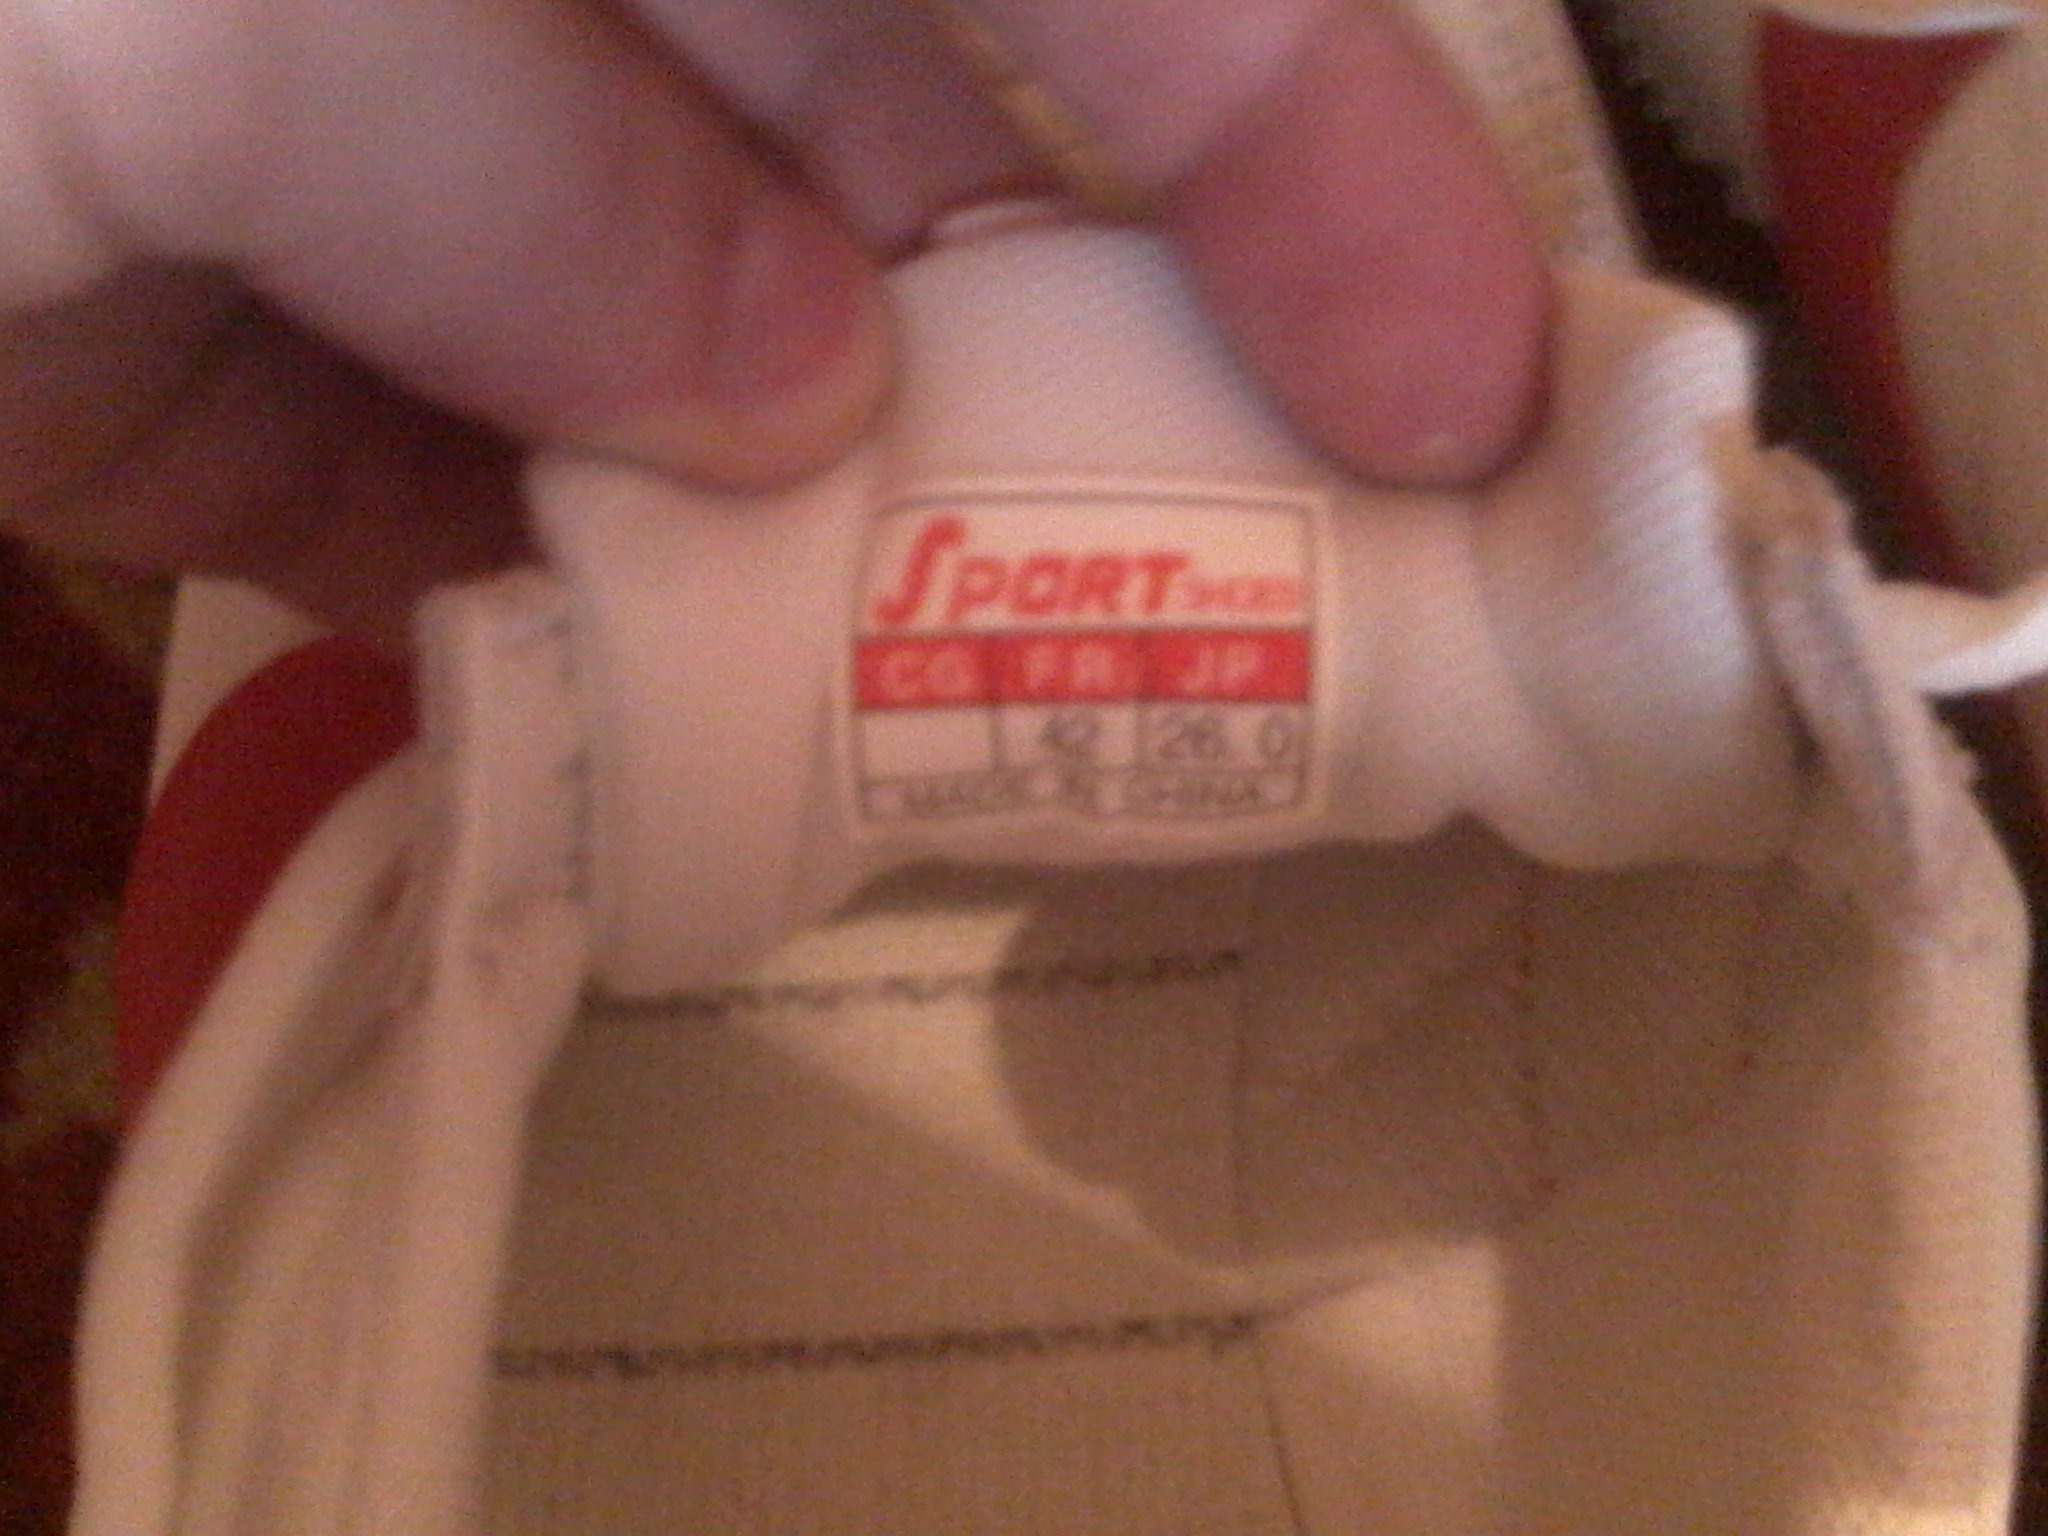 SPORT
CG FR JP
42 26.0
MADE IN CHINA